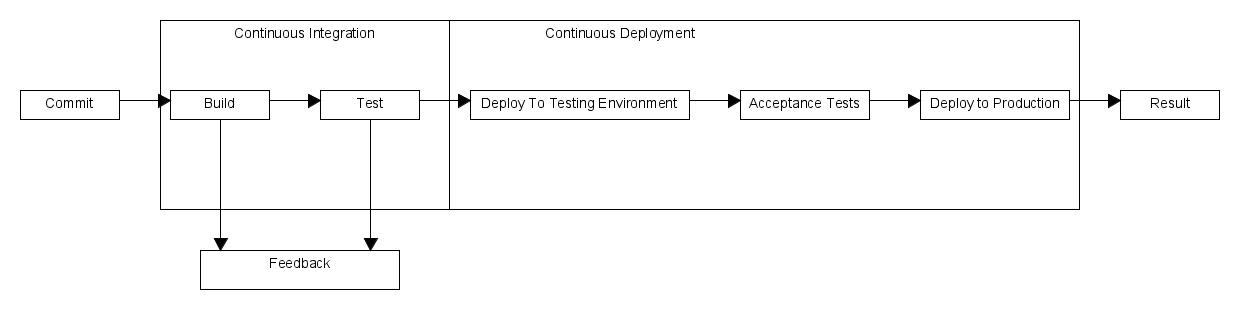 Continuous Integration
Continuous Deployment
Commit
Build
Test
Deploy To Testing Environment
Acceptance Tests
Deploy to Production
Result
Feedback